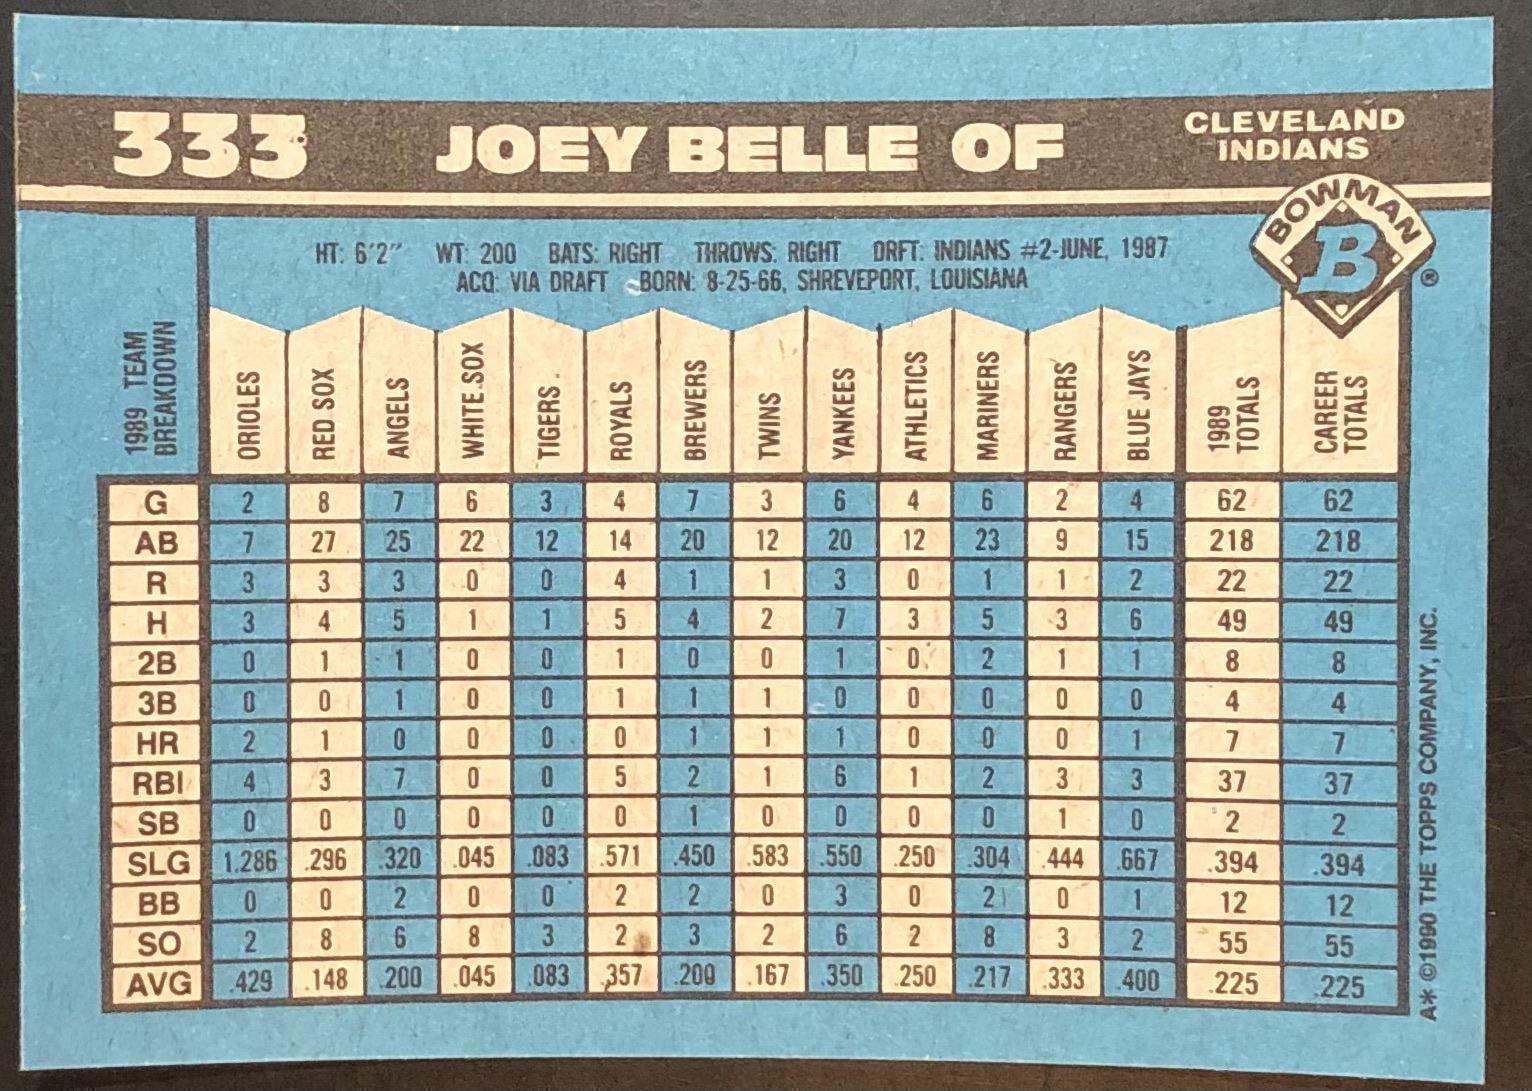 333 JOEY BELLE OF CLEVELAND INDIANS
BOWMAN
B
®
HT: 6'2" WT: 200 BATS: RIGHT THROWS: RIGHT DRFT: INDIANS #2-JUNE, 1987
ACQ: VIA DRAFT BORN: 8-25-66, SHREVEPORT, LOUISIANA
1989 TEAM BREAKDOWN ORIOLES RED SOX ANGELS WHITE SOX TIGERS ROYALS BREWERS TWINS YANKEES ATHLETICS MARINERS RANGERS BLUE JAYS 1989 TOTALS CAREER TOTALS
G 2 8 7 6 3 4 7 3 6 4 6 2 4 62 62
AB 7 27 25 22 12 14 20 12 20 12 23 9 15 218 218
R 3 3 3 0 0 4 1 1 3 0 1 1 2 22 22
H 3 4 5 1 1 5 4 2 7 3 5 3 6 49 49
2B 0 1 1 0 0 1 0 0 1 0 2 1 1 8 8
3B 0 0 1 0 0 1 1 1 0 0 0 0 0 4 4
HR 2 1 0 0 0 0 1 1 1 0 0 0 1 7 7
RBI 4 3 7 0 0 5 2 1 6 1 2 3 3 37 37
SB 0 0 0 0 0 0 1 0 0 0 0 1 0 2 2
SLG 1.286 .296 .320 .045 .083 .571 .450 .583 .550 .250 .304 .444 .667 .394 .394
BB 0 0 2 0 0 2 2 0 3 0 2 0 1 12 12
SO 2 8 6 8 3 2 3 2 6 2 8 3 2 55 55
AVG .429 .148 .200 .045 .083 .357 .200 .167 .350 .250 .217 .333 .400 .225 .225
A* ©1990 THE TOPPS COMPANY, INC.